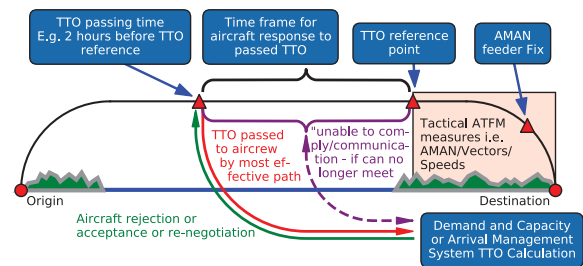 TTO passing time
E.g. 2 hours before TTO
reference
Time frame for
aircraft response to
passed TTO
TTO reference
point
AMAN
feeder Fix
TTO passed
to aircrew
by most ef-
fective path
"unable to com-
ply/communica-
tion - if can no
longer meet
Tactical ATFM
measures i.e.
AMAN/Vectors/
Speeds
Origin
Destination
Aircraft rejection or
acceptance or re-negotiation
Demand and Capacity
or Arrival Management
System TTO Calculation